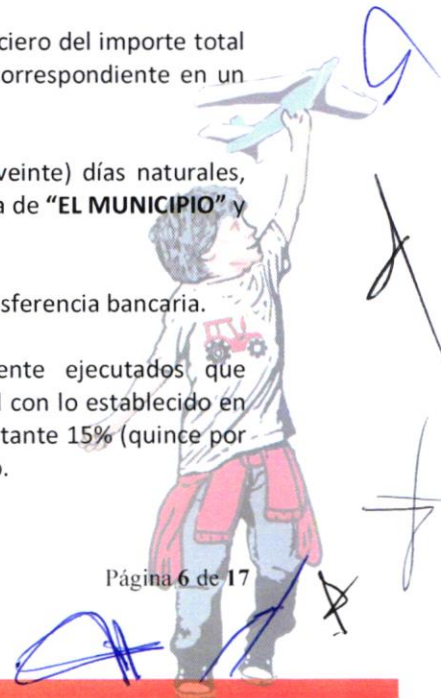 ciero del importe total
orrespondiente en un
veinte) días naturales,
a de “EL MUNICIPIO” y
sferencia bancaria.
ente ejecutados que
con lo establecido en
tante 15% (quince por
.
Página 6 de 17